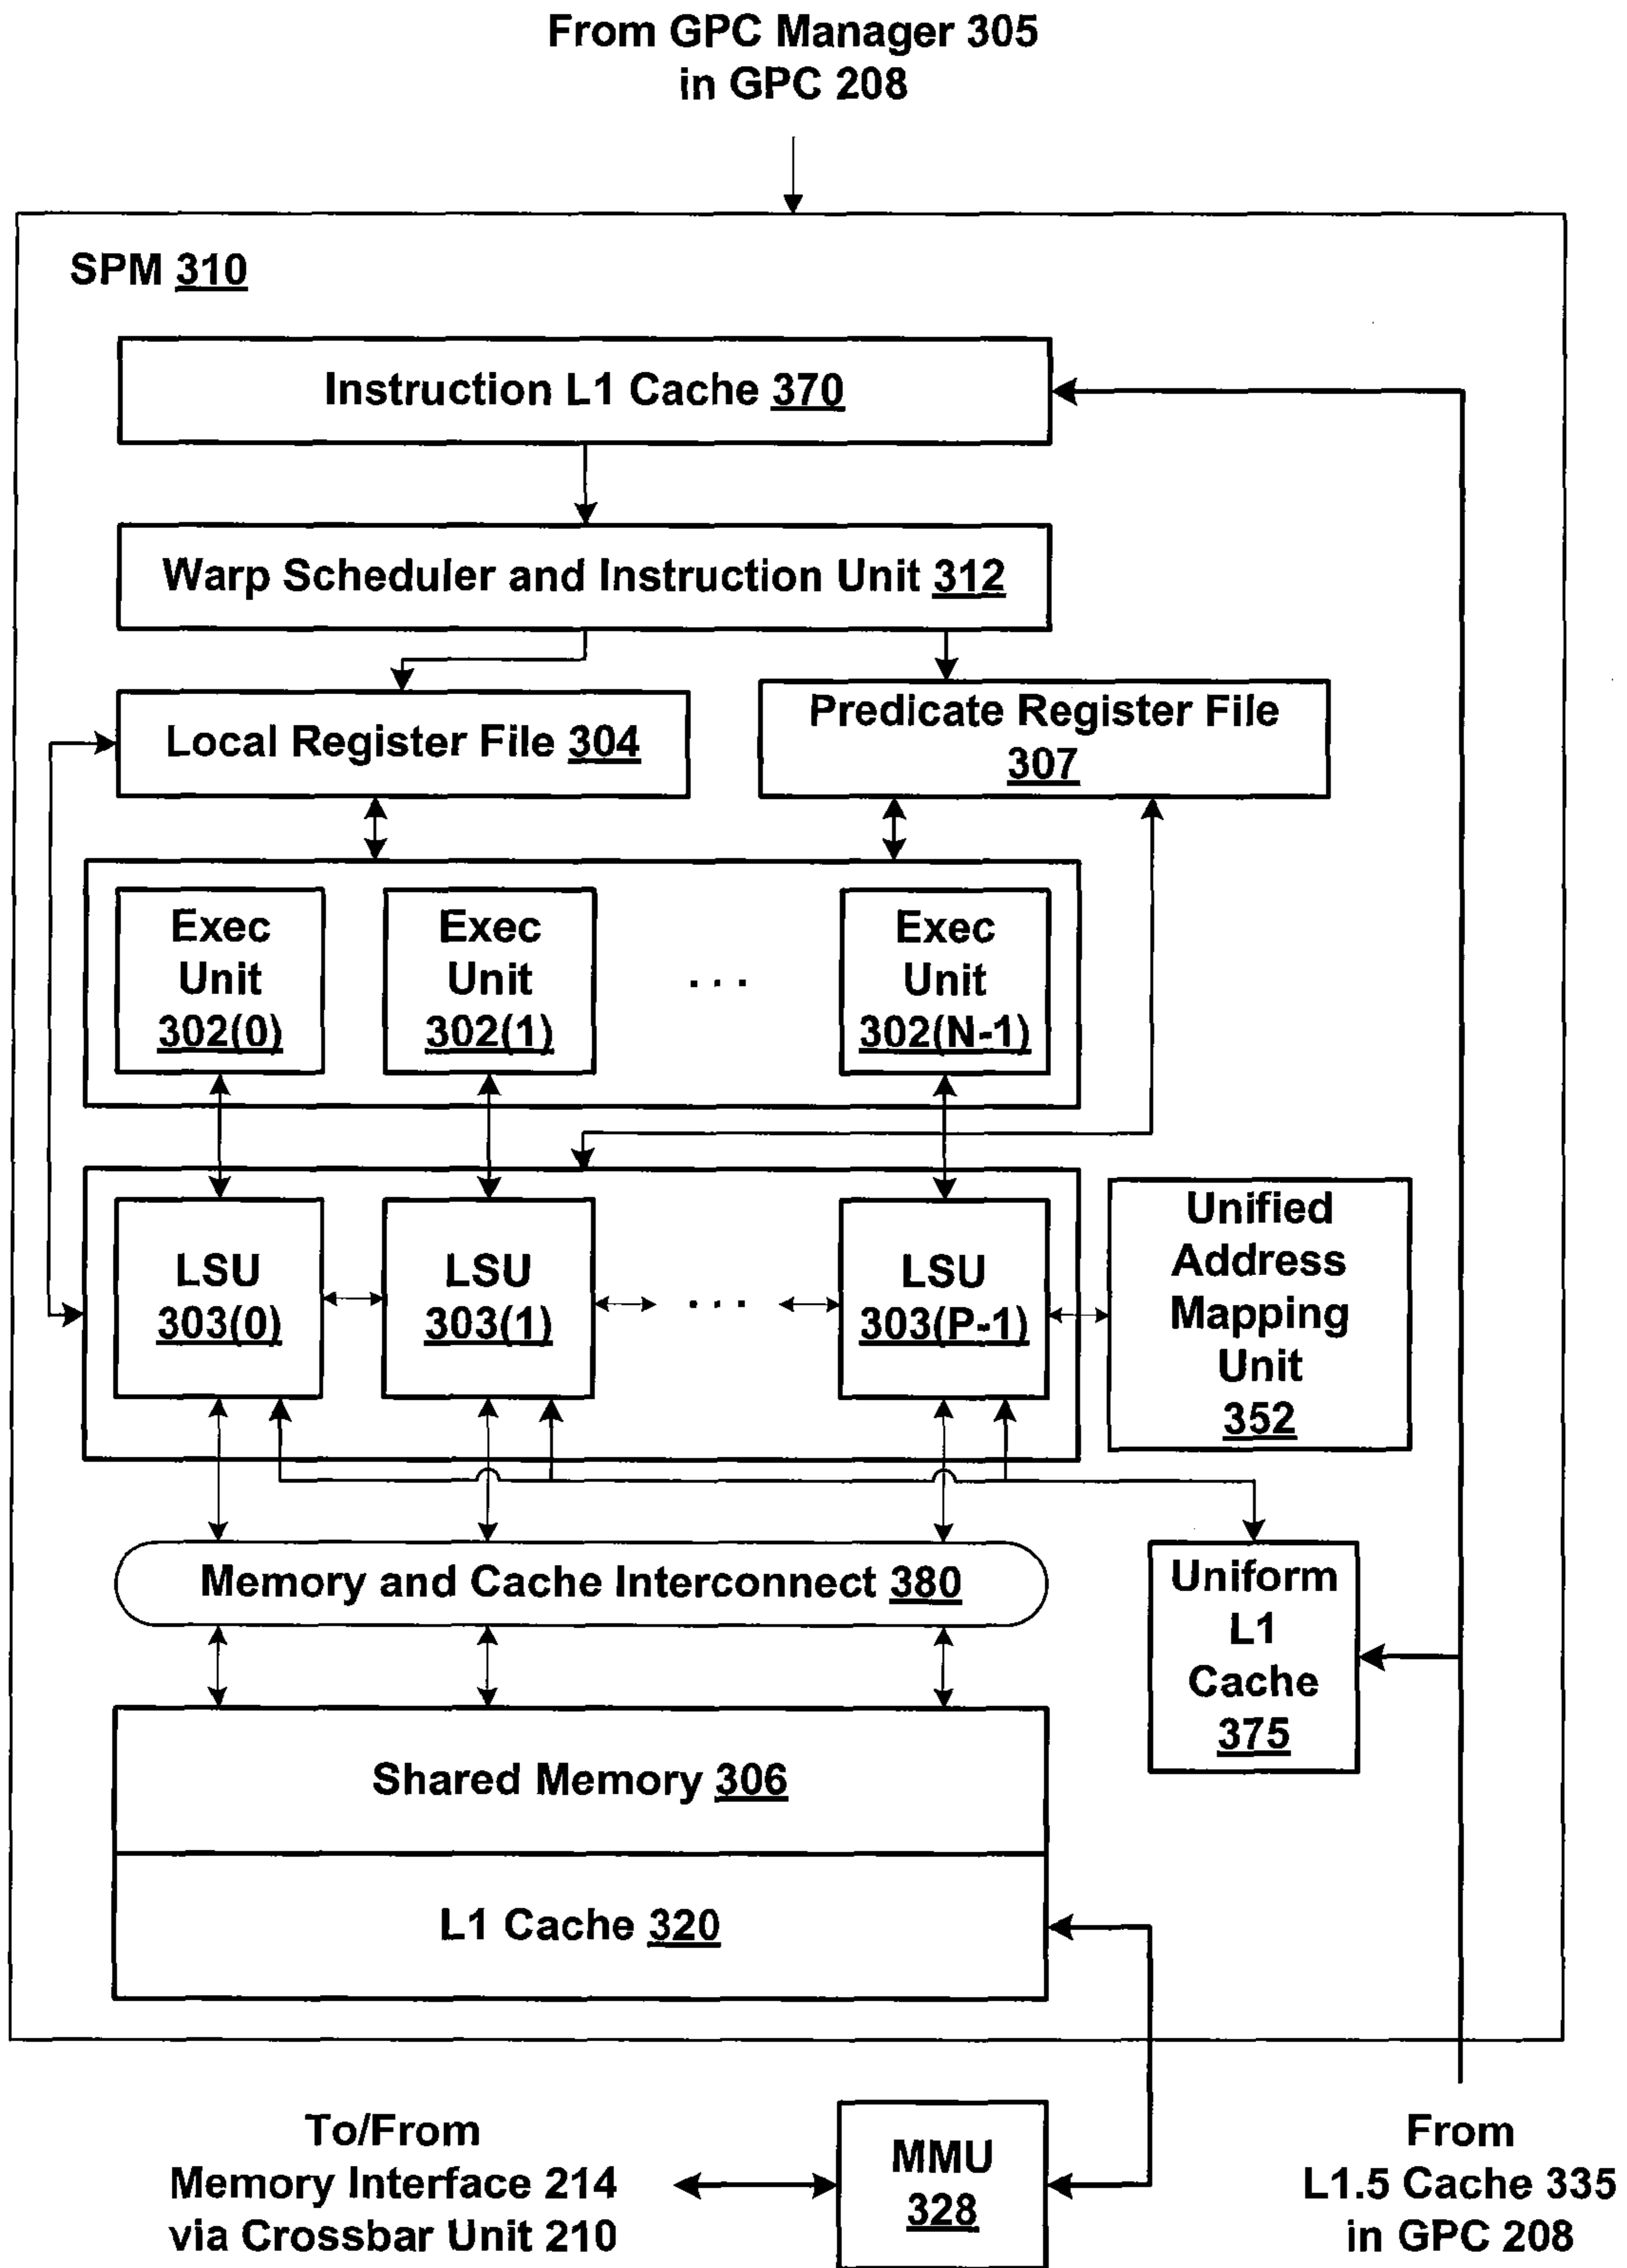 From GPC Manager 305
in GPC 208
SPM 310
Instruction L1 Cache 370
Warp Scheduler and Instruction Unit 312
Local Register File 304
Predicate Register File
307
Exec
Unit
302(0)
Exec
Unit
302(1)
. . .
Exec
Unit
302(N-1)
LSU
303(0)
LSU
303(1)
. . .
LSU
303(P-1)
Unified
Address
Mapping
Unit
352
Memory and Cache Interconnect 380
Uniform
L1
Cache
375
Shared Memory 306
L1 Cache 320
To/From
Memory Interface 214
via Crossbar Unit 210
MMU
328
From
L1.5 Cache 335
in GPC 208